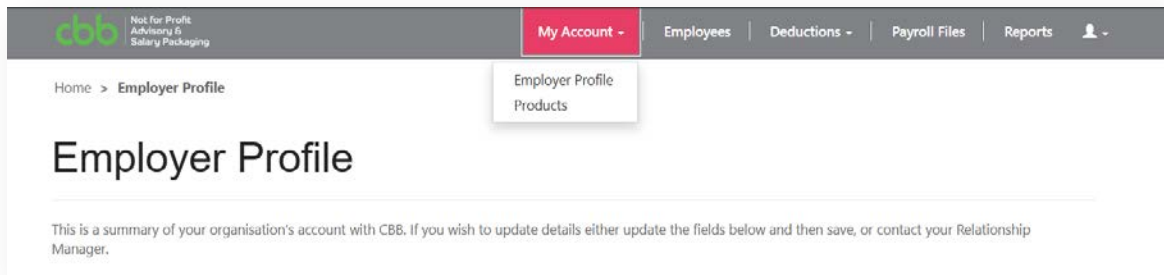 cbb
Not for Profit
Advisory &
Salary Packaging
My Account
Employees
Deductions
Payroll Files
Reports
Employer Profile
Products
Home > Employer Profile
Employer Profile
This is a summary of your organisation's account with CBB. If you wish to update details either update the fields below and then save, or contact your Relationship
Manager.